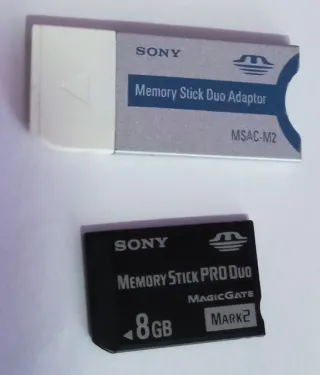 SONY
Memory Stick Duo Adaptor
MSAC-M2
SONY
MEMORY STICK PRO DUO
MAGICGATE
8GB MARK2